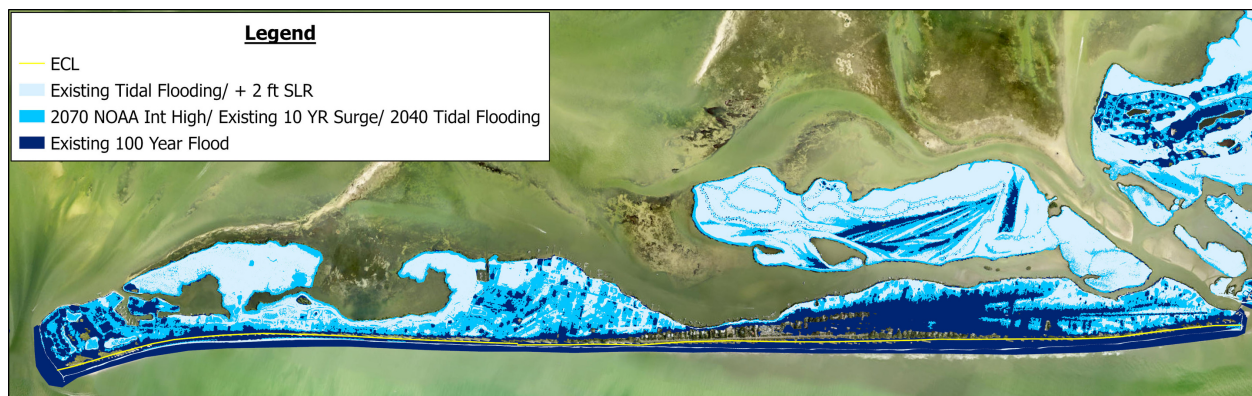 Legend
ECL
Existing Tidal Flooding/ + 2 ft SLR
2070 NOAA Int High/ Existing 10 YR Surge/ 2040 Tidal Flooding
Existing 100 Year Flood